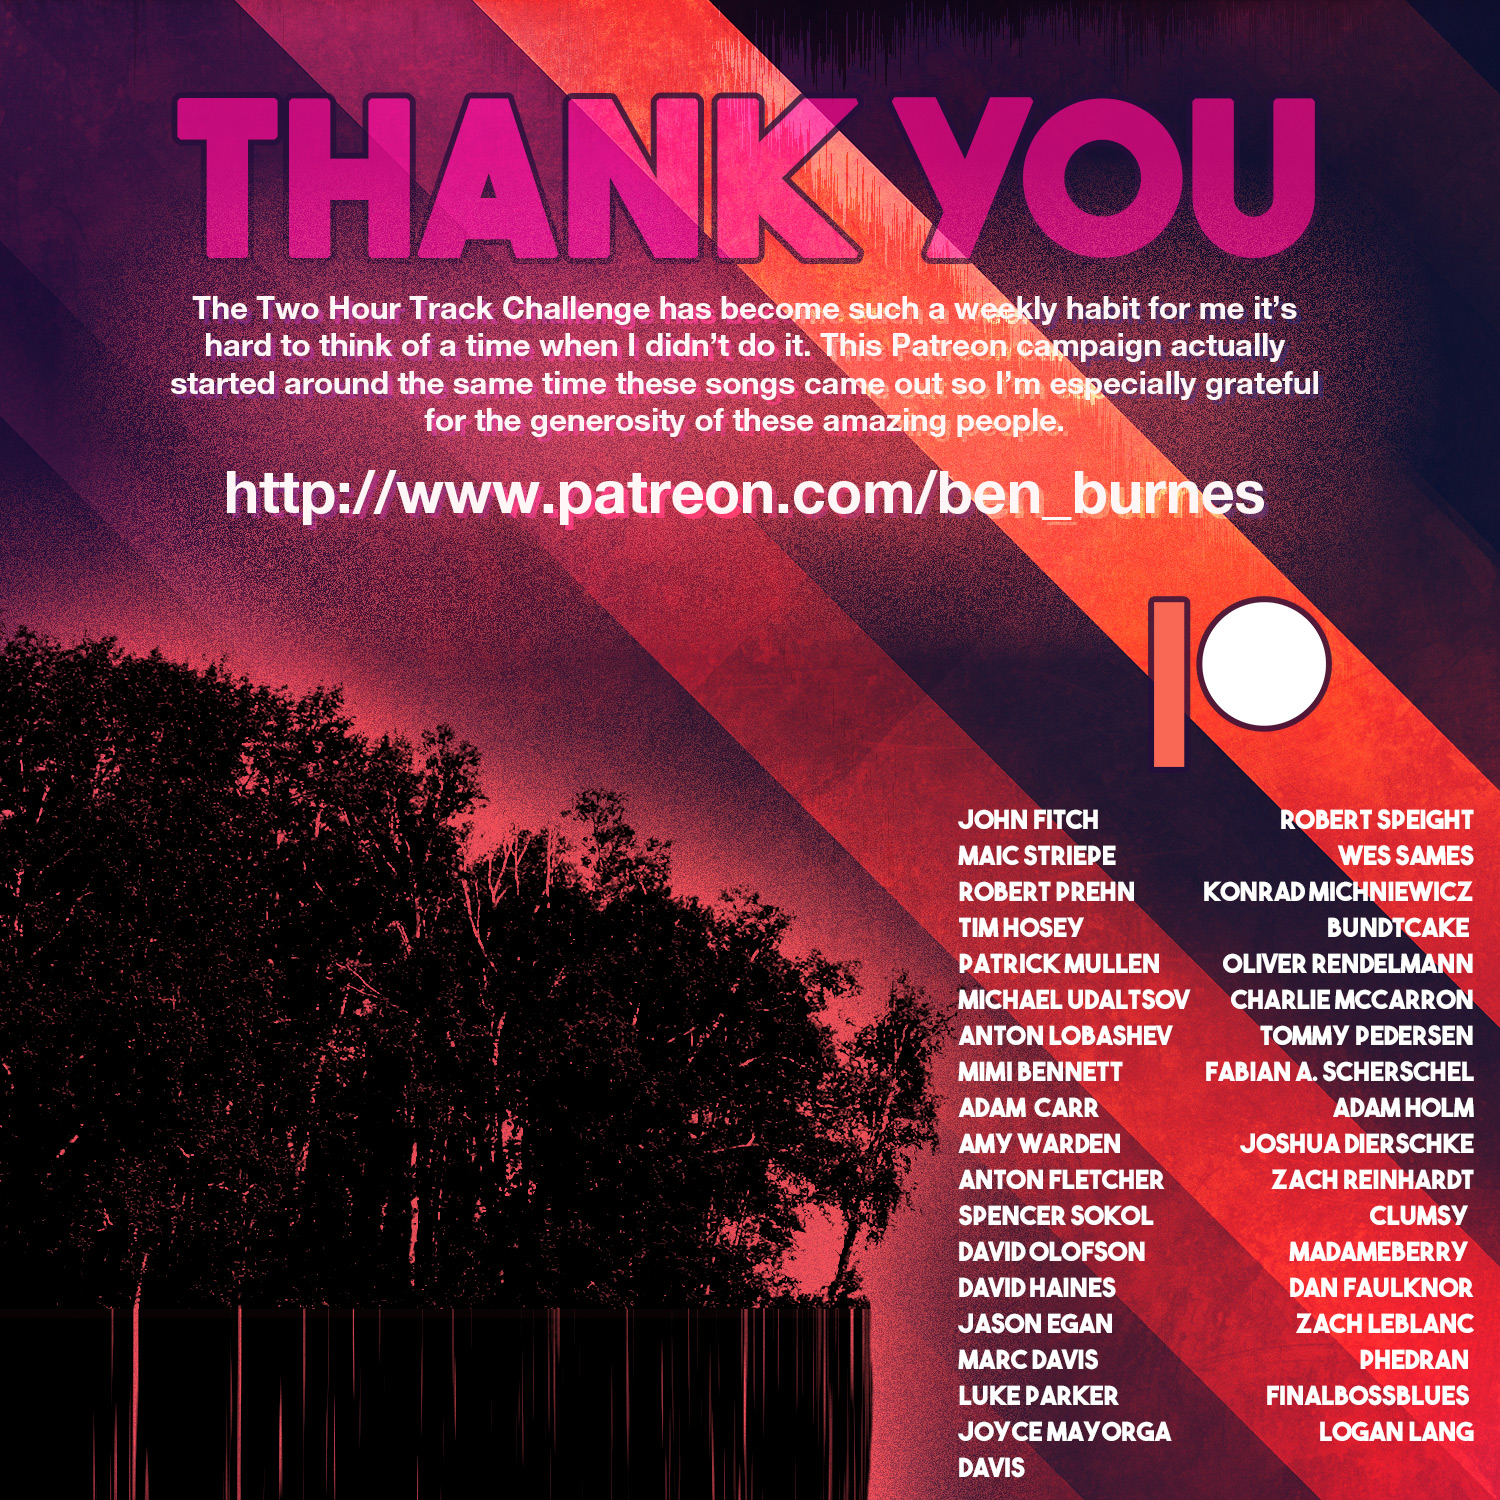 THANK YOU
The Two Hour Track Challenge has become such a weekly habit for me it's
hard to think of a time when I didn't do it. This Patreon campaign actually
started around the same time these songs came out so I'm especially grateful
for the generosity of these amazing people.
http://www.patreon.com/ben_burnes
JOHN FITCH
MAIC STRIEPE
ROBERT PREHN
TIM HOSEY
PATRICK MULLEN
MICHAEL UDALTSOV
ANTON LOBASHEV
MIMI BENNETT
ADAM CARR
AMY WARDEN
ANTON FLETCHER
SPENCER SOKOL
DAVID OLOFSON
DAVID HAINES
JASON EGAN
MARC DAVIS
LUKE PARKER
JOYCE MAYORGA
DAVIS
ROBERT SPEIGHT
WES SAMES
KONRAD MICHNIEWICZ
BUNDTCAKE
OLIVER RENDELMANN
CHARLIE MCCARRON
TOMMY PEDERSEN
FABIAN A. SCHERSCHEL
ADAM HOLM
JOSHUA DIERSCHKE
ZACH REINHARDT
CLUMSY
MADAMEBERRY
DAN FAULKNOR
ZACH LEBLANC
PHEDRAN
FINALBOSSBLUES
LOGAN LANG